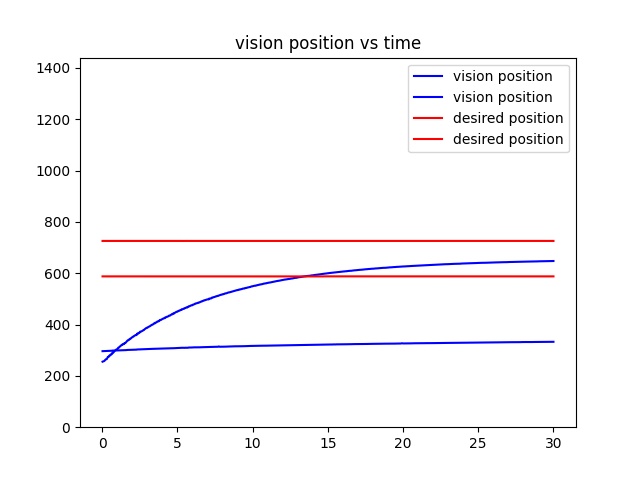 vision position vs time
1400
1200
1000
800
600
400
200
0
vision position
vision position
desired position
desired position
0 5 10 15 20 25 30